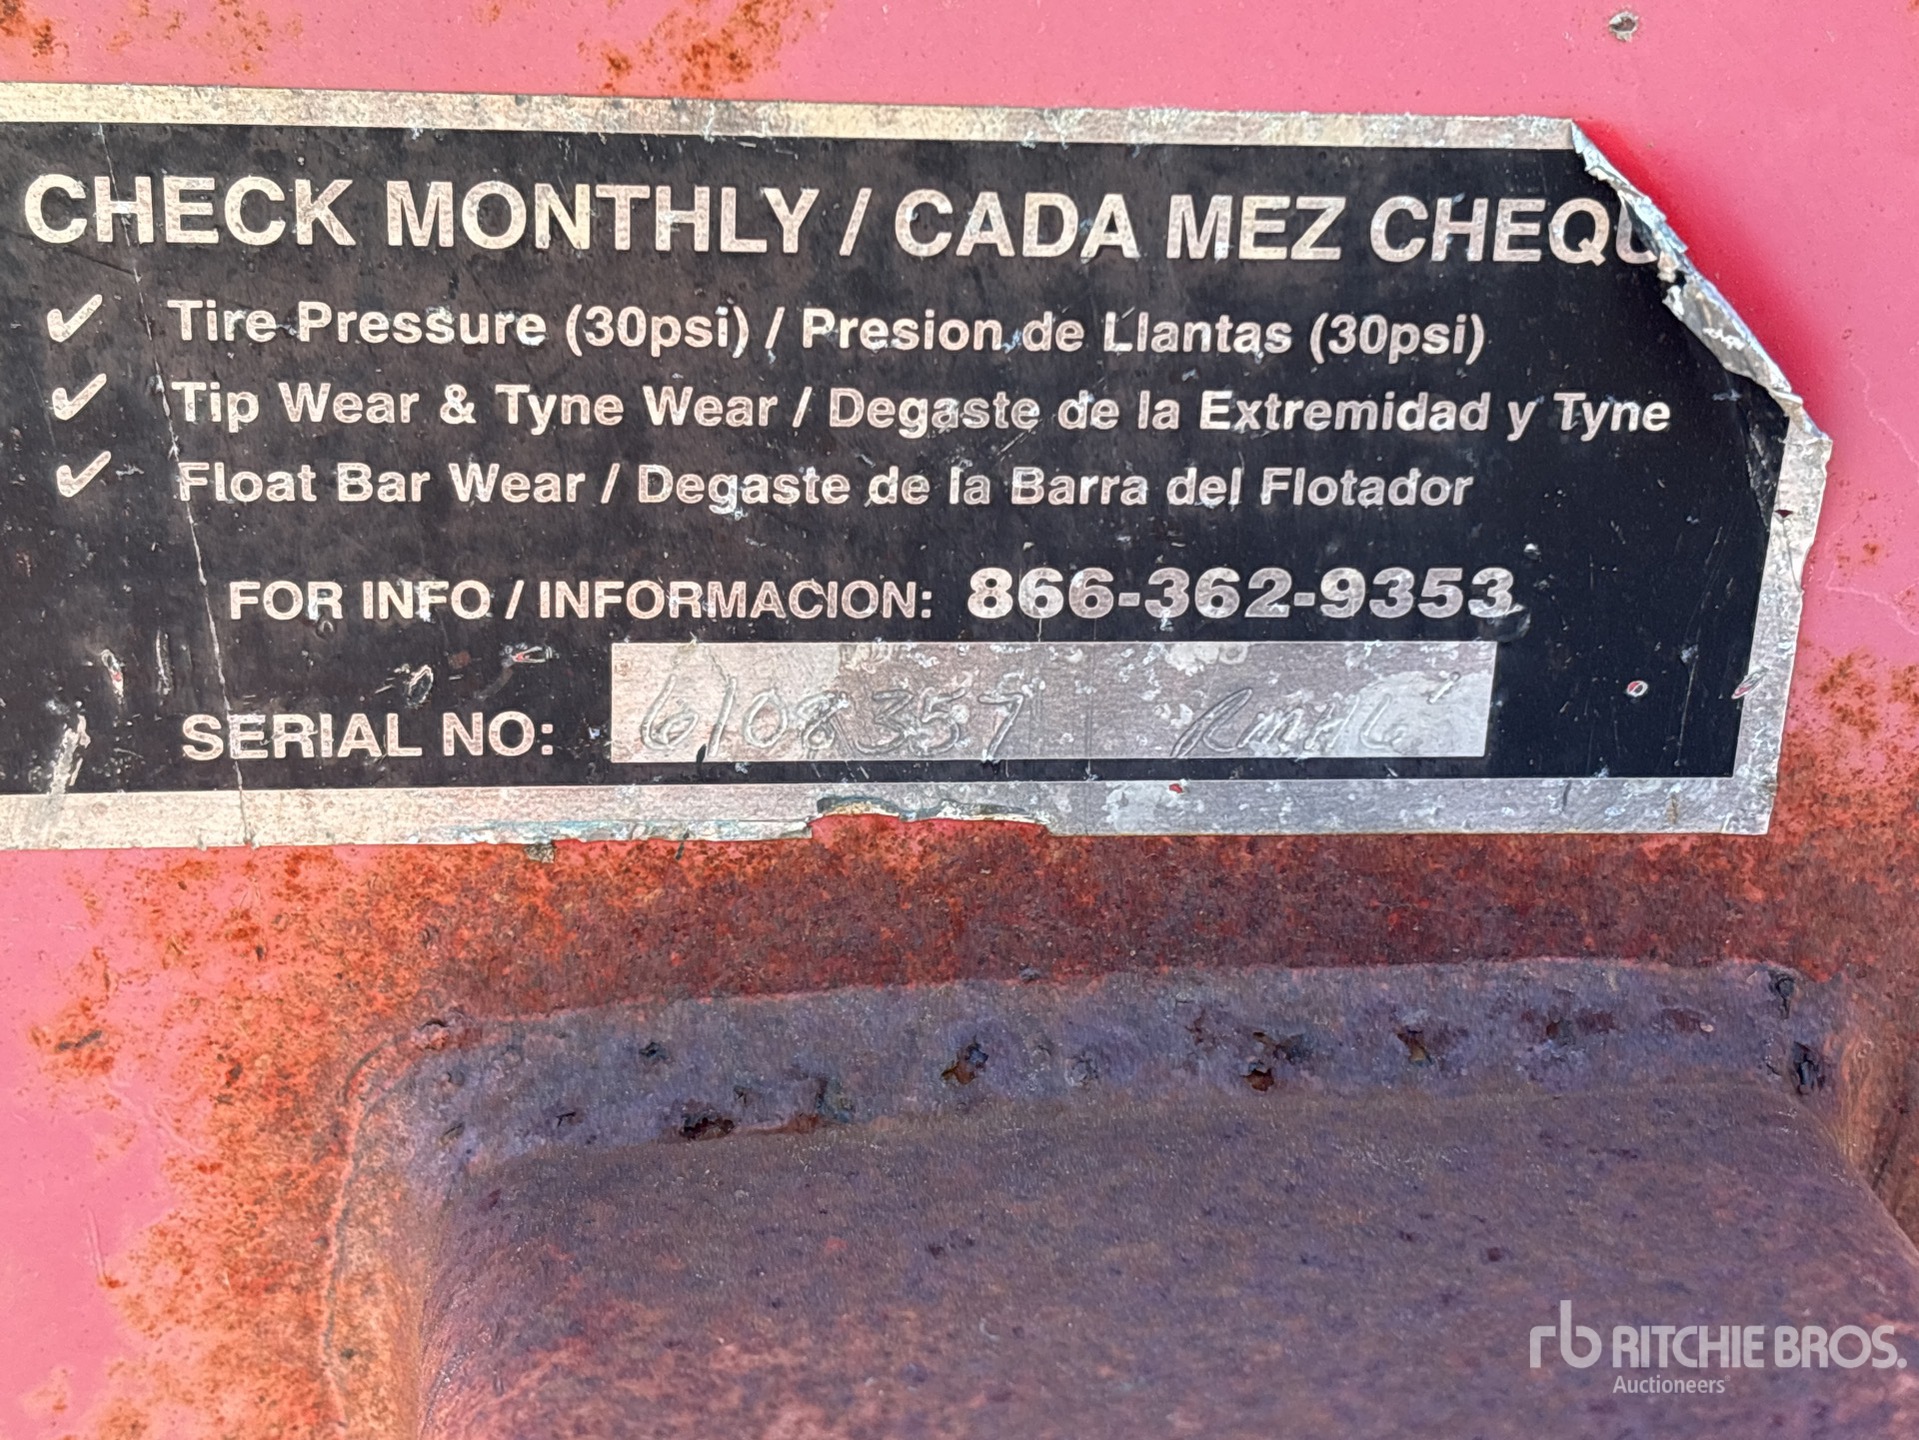 CHECK MONTHLY / CADA MEZ CHEQU
✓ Tire Pressure (30psi) / Presion de Llantas (30psi)
✓ Tip Wear & Tyne Wear / Degaste de la Extremidad y Tyne
✓ Float Bar Wear / Degaste de la Barra del Flotador
FOR INFO / INFORMACION: 866-362-9353
SERIAL NO: 6108357 RMH6'
rb RITCHIE BROS.
Auctioneers